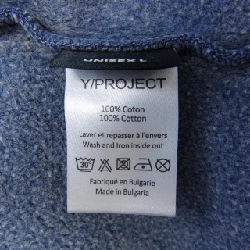 UNISEX L
Y/PROJECT
100% Coton
100% Cotton
Laver et repasser à l'envers
Wash and Iron inside out
30°
Fabriqué en Bulgarie
Made in Bulgaria